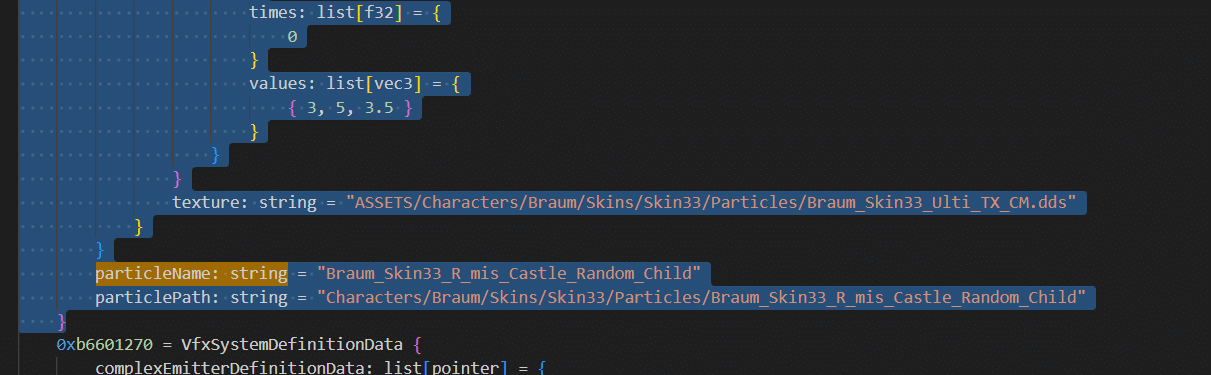 times: list[f32] = {
0
}
values: list[vec3] = {
{ 3, 5, 3.5 }
}
}
}
texture: string = "ASSETS/Characters/Braum/Skins/Skin33/Particles/Braum_Skin33_Ulti_TX_CM.dds"
}
}
particleName: string = "Braum_Skin33_R_mis_Castle_Random_Child"
particlePath: string = "Characters/Braum/Skins/Skin33/Particles/Braum_Skin33_R_mis_Castle_Random_Child"
}
0xb6601270 = VfxSystemDefinitionData {
complexEmitterDefinitionData: list[pointer] = {